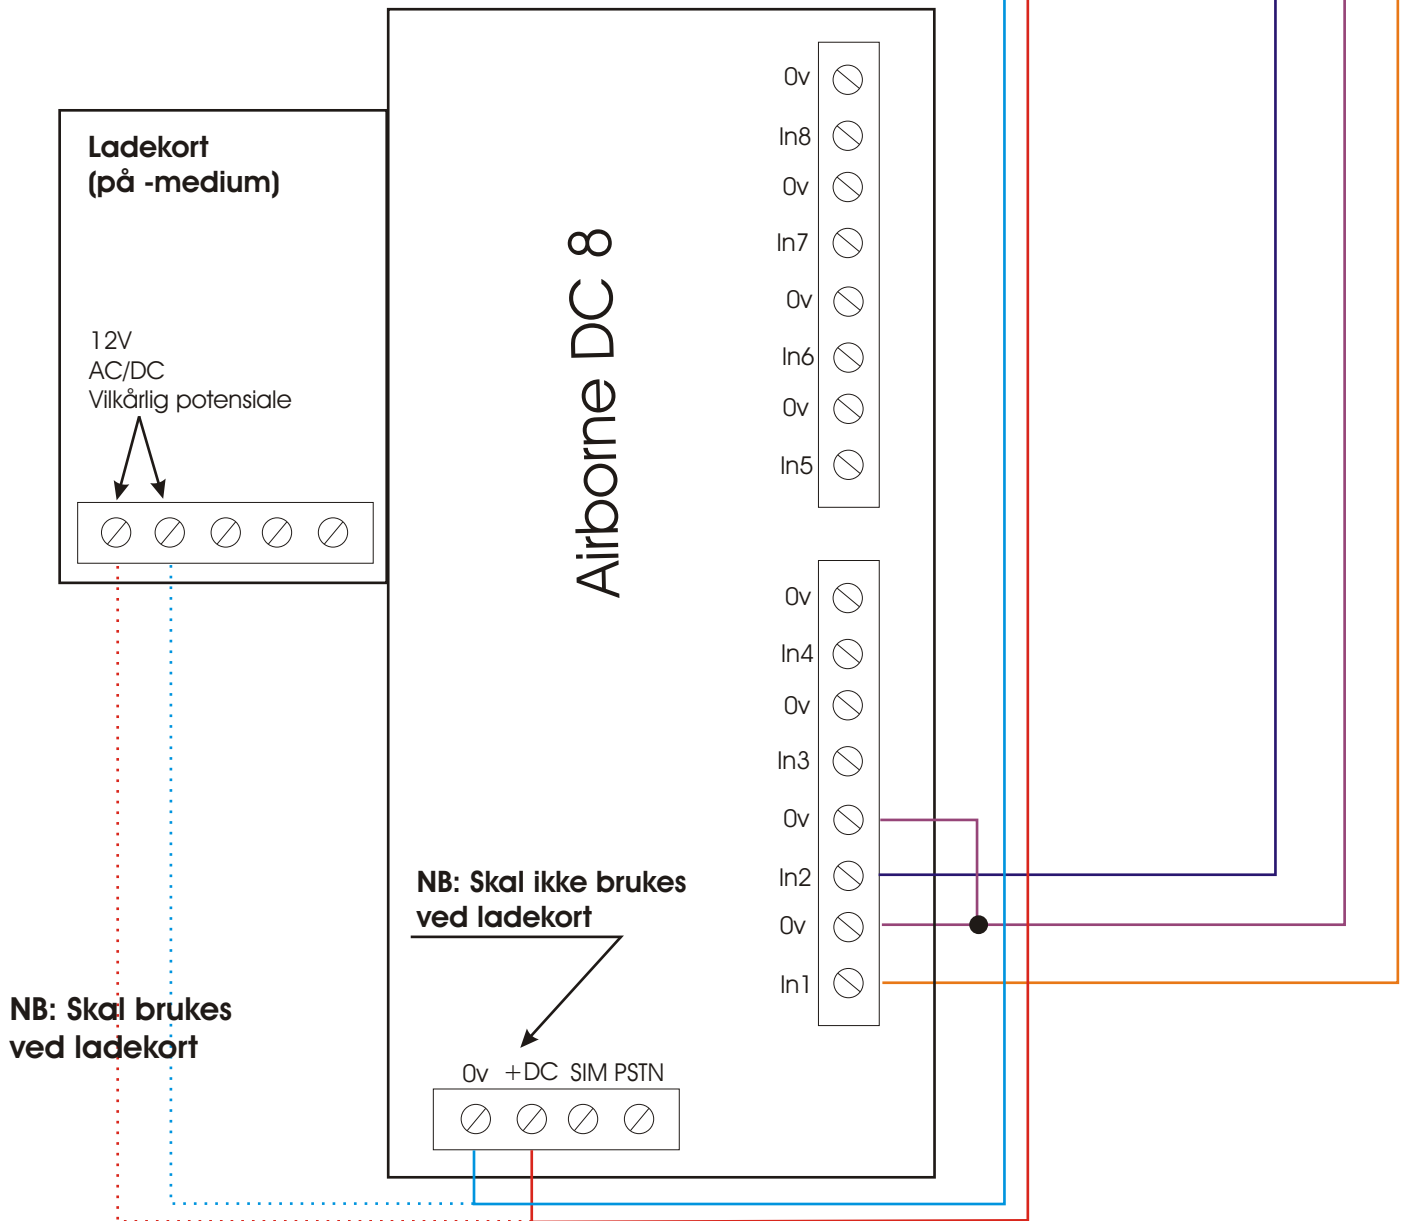 Ladekort
(på -medium)
12V
AC/DC
Vilkårlig potensiale
Airborne DC 8
0v
In8
0v
In7
0v
In6
0v
In5
0v
In4
0v
In3
0v
In2
0v
In1
NB: Skal ikke brukes
ved ladekort
NB: Skal brukes
ved ladekort
0v +DC SIM PSTN